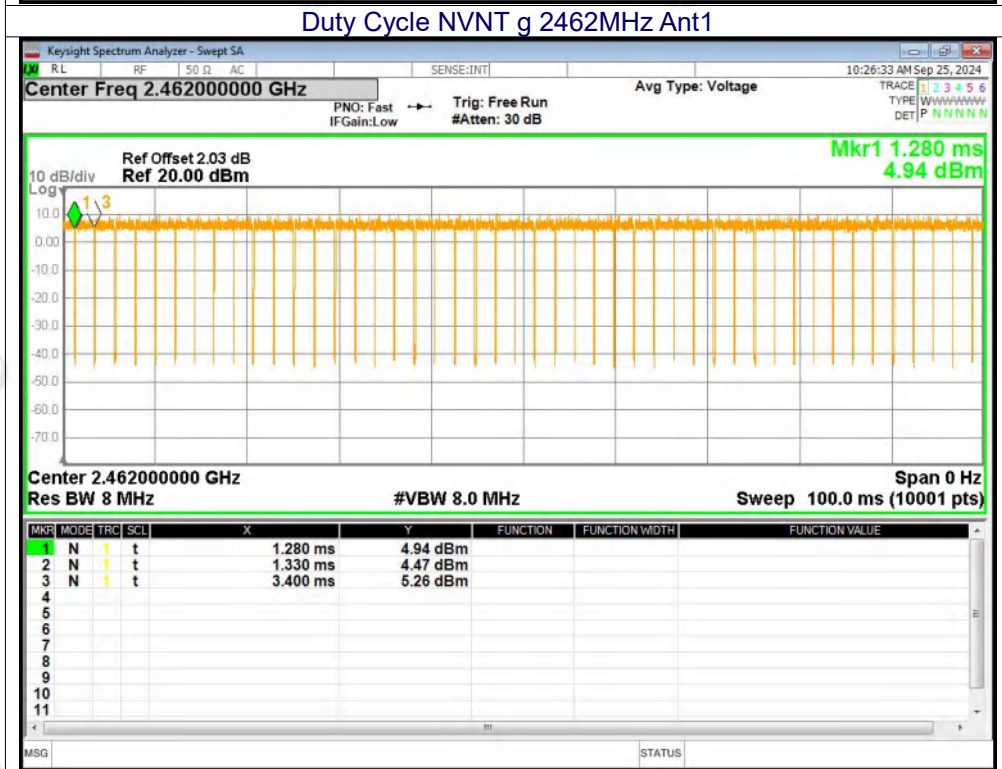 Duty Cycle NVNT g 2462MHz Ant1
Keysight Spectrum Analyzer - Swept SA
LXI RL RF 50 Ω AC SENSE:INT 10:26:33 AM Sep 25, 2024
Center Freq 2.462000000 GHz Avg Type: Voltage TRACE 1 2 3 4 5 6
PNO: Fast Trig: Free Run TYPE WWWWWWW
IFGain:Low #Atten: 30 dB DET P N N N N N
Mkr1 1.280 ms
Ref Offset 2.03 dB
10 dB/div Ref 20.00 dBm 4.94 dBm
Log
1 3
10.0
0.00
-10.0
-20.0
-30.0
-40.0
-50.0
-60.0
-70.0
Center 2.462000000 GHz Span 0 Hz
Res BW 8 MHz #VBW 8.0 MHz Sweep 100.0 ms (10001 pts)
MKR MODE TRC SCL X Y FUNCTION FUNCTION WIDTH FUNCTION VALUE
1 N 1 t 1.280 ms 4.94 dBm
2 N 1 t 1.330 ms 4.47 dBm
3 N 1 t 3.400 ms 5.26 dBm
4
5
6
7
8
9
10
11
MSG STATUS